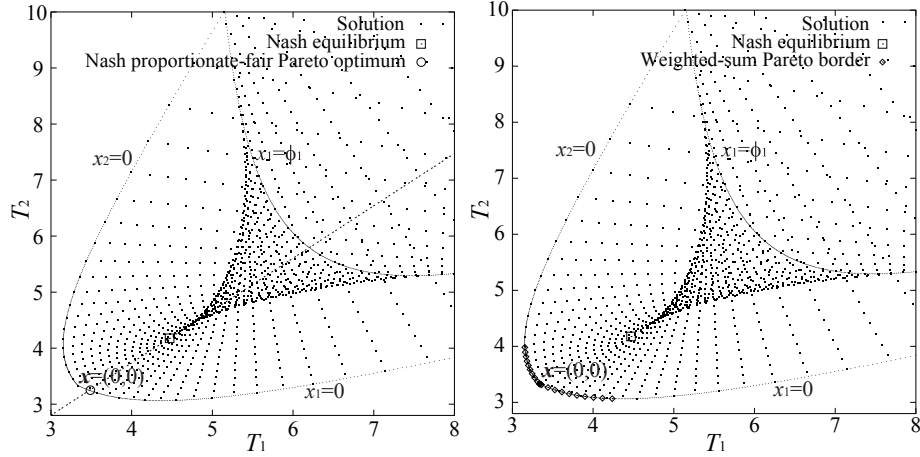 Solution
Nash equilibrium
Nash proportionate-fair Pareto optimum
10
9
8
7
6
5
4
3
T2
x2=0
x1=ϕ1
x=(0,0)
x1=0
3 4 5 6 7 8
T1
Solution
Nash equilibrium
Weighted-sum Pareto border
10
9
8
7
6
5
4
3
T2
x2=0
x1=ϕ1
x=(0,0)
x1=0
3 4 5 6 7 8
T1